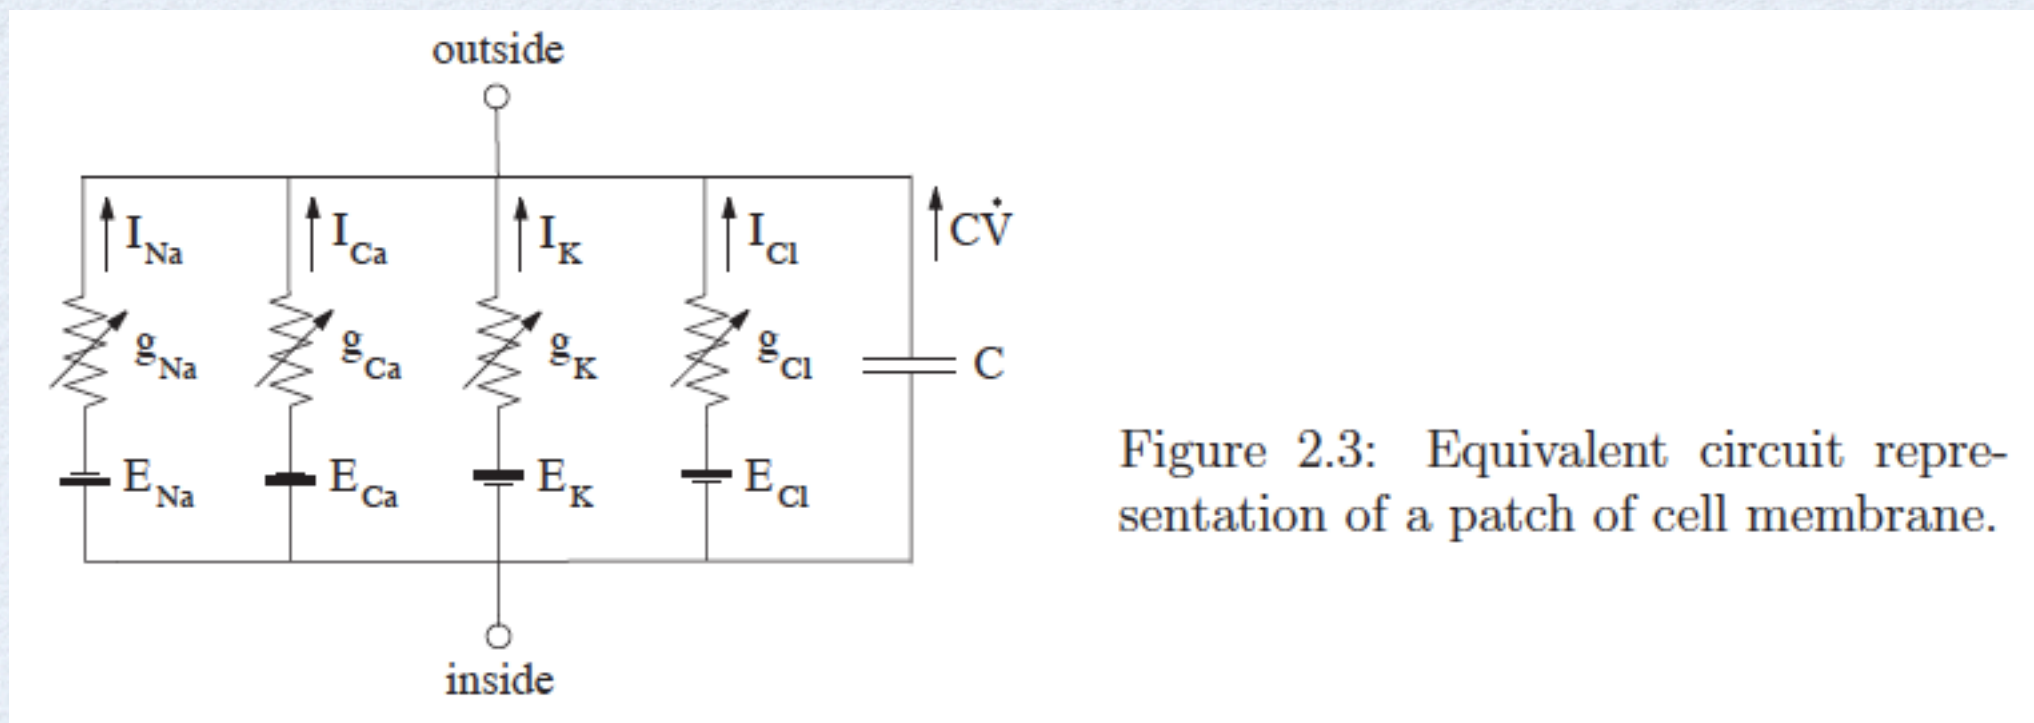 outside
I_Na I_Ca I_K I_Cl CV̇
g_Na g_Ca g_K g_Cl C
E_Na E_Ca E_K E_Cl
inside
Figure 2.3: Equivalent circuit repre-
sentation of a patch of cell membrane.